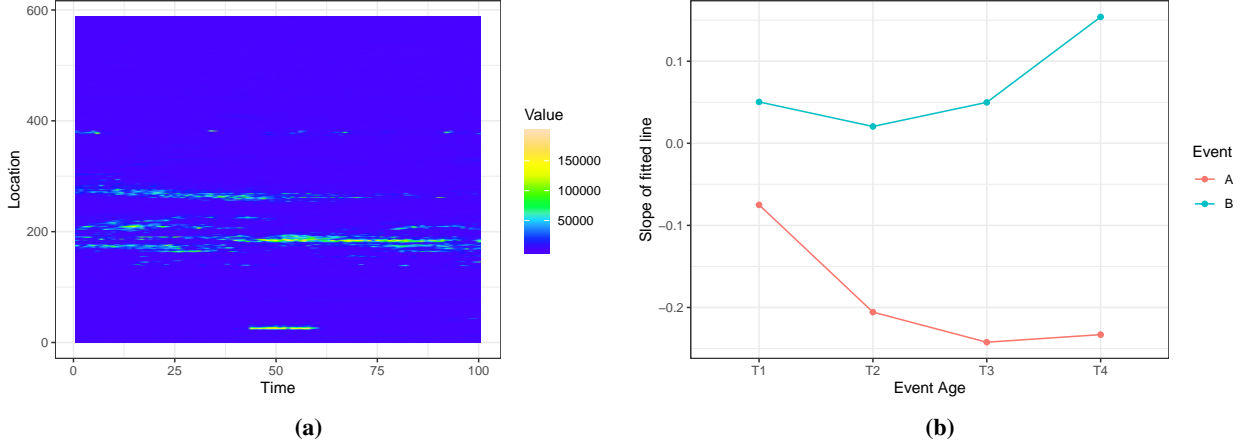 600
400
200
0
Location
0
25
50
75
100
Time
Value
150000
100000
50000
(a)
0.1
0.0
−0.1
−0.2
Slope of fitted line
T1
T2
T3
T4
Event Age
Event
A
B
(b)